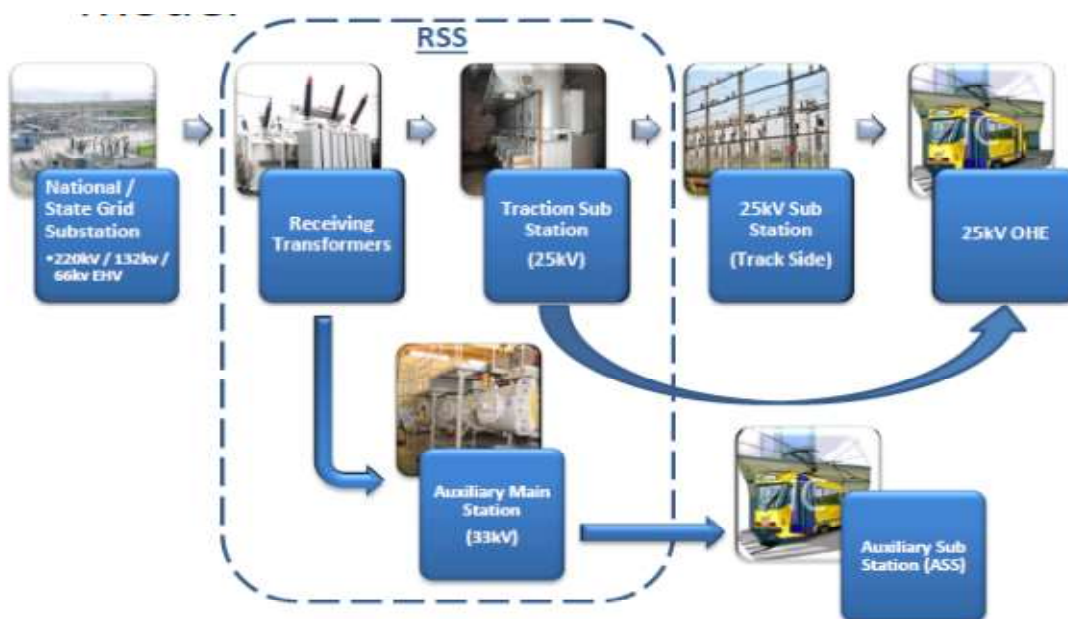 RSS
National /
State Grid
Substation
•220kV / 132kv /
66kv EHV
Receiving
Transformers
Traction Sub
Station
(25kV)
25kV Sub
Station
(Track Side)
25kV OHE
Auxiliary Main
Station
(33kV)
Auxiliary Sub
Station (ASS)